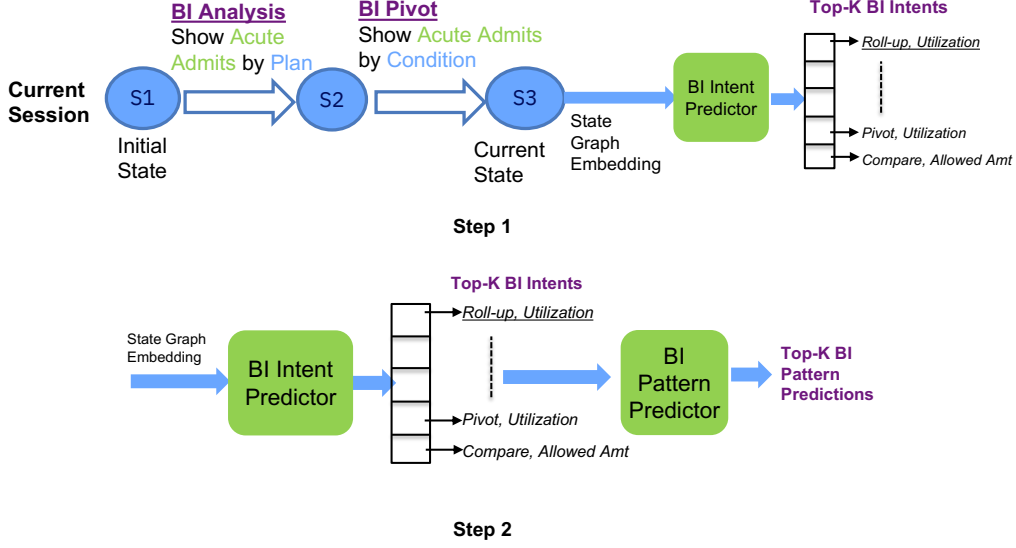 BI Analysis
Show Acute
Admits by Plan
BI Pivot
Show Acute Admits
by Condition
Top-K BI Intents
Current
Session
S1
S2
S3
Initial
State
Current
State
State
Graph
Embedding
BI Intent
Predictor
Roll-up, Utilization
Pivot, Utilization
Compare, Allowed Amt
Step 1
Top-K BI Intents
State Graph
Embedding
BI Intent
Predictor
Roll-up, Utilization
Pivot, Utilization
Compare, Allowed Amt
BI
Pattern
Predictor
Top-K BI
Pattern
Predictions
Step 2